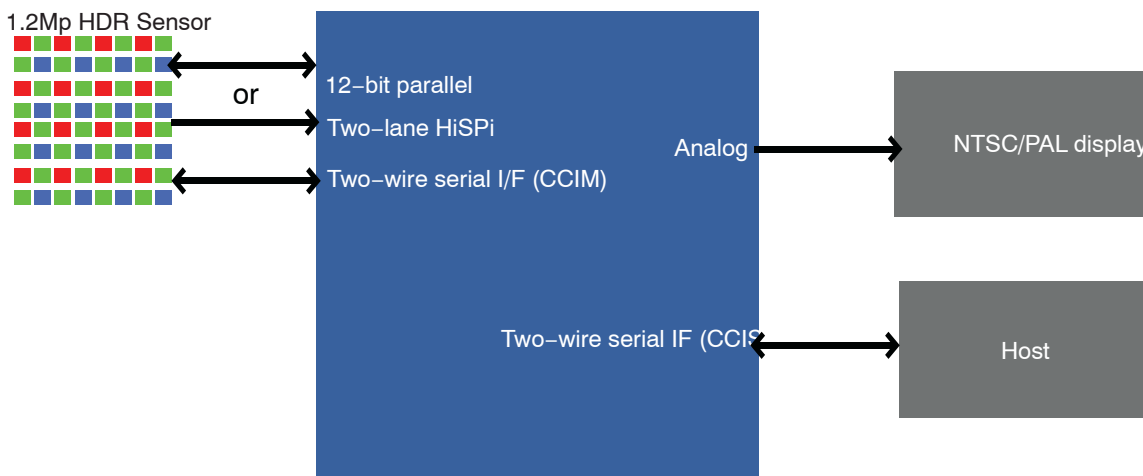 1.2Mp HDR Sensor
12−bit parallel
or
Two−lane HiSPi
Analog
NTSC/PAL display
Two−wire serial I/F (CCIM)
Two−wire serial IF (CCIS
Host